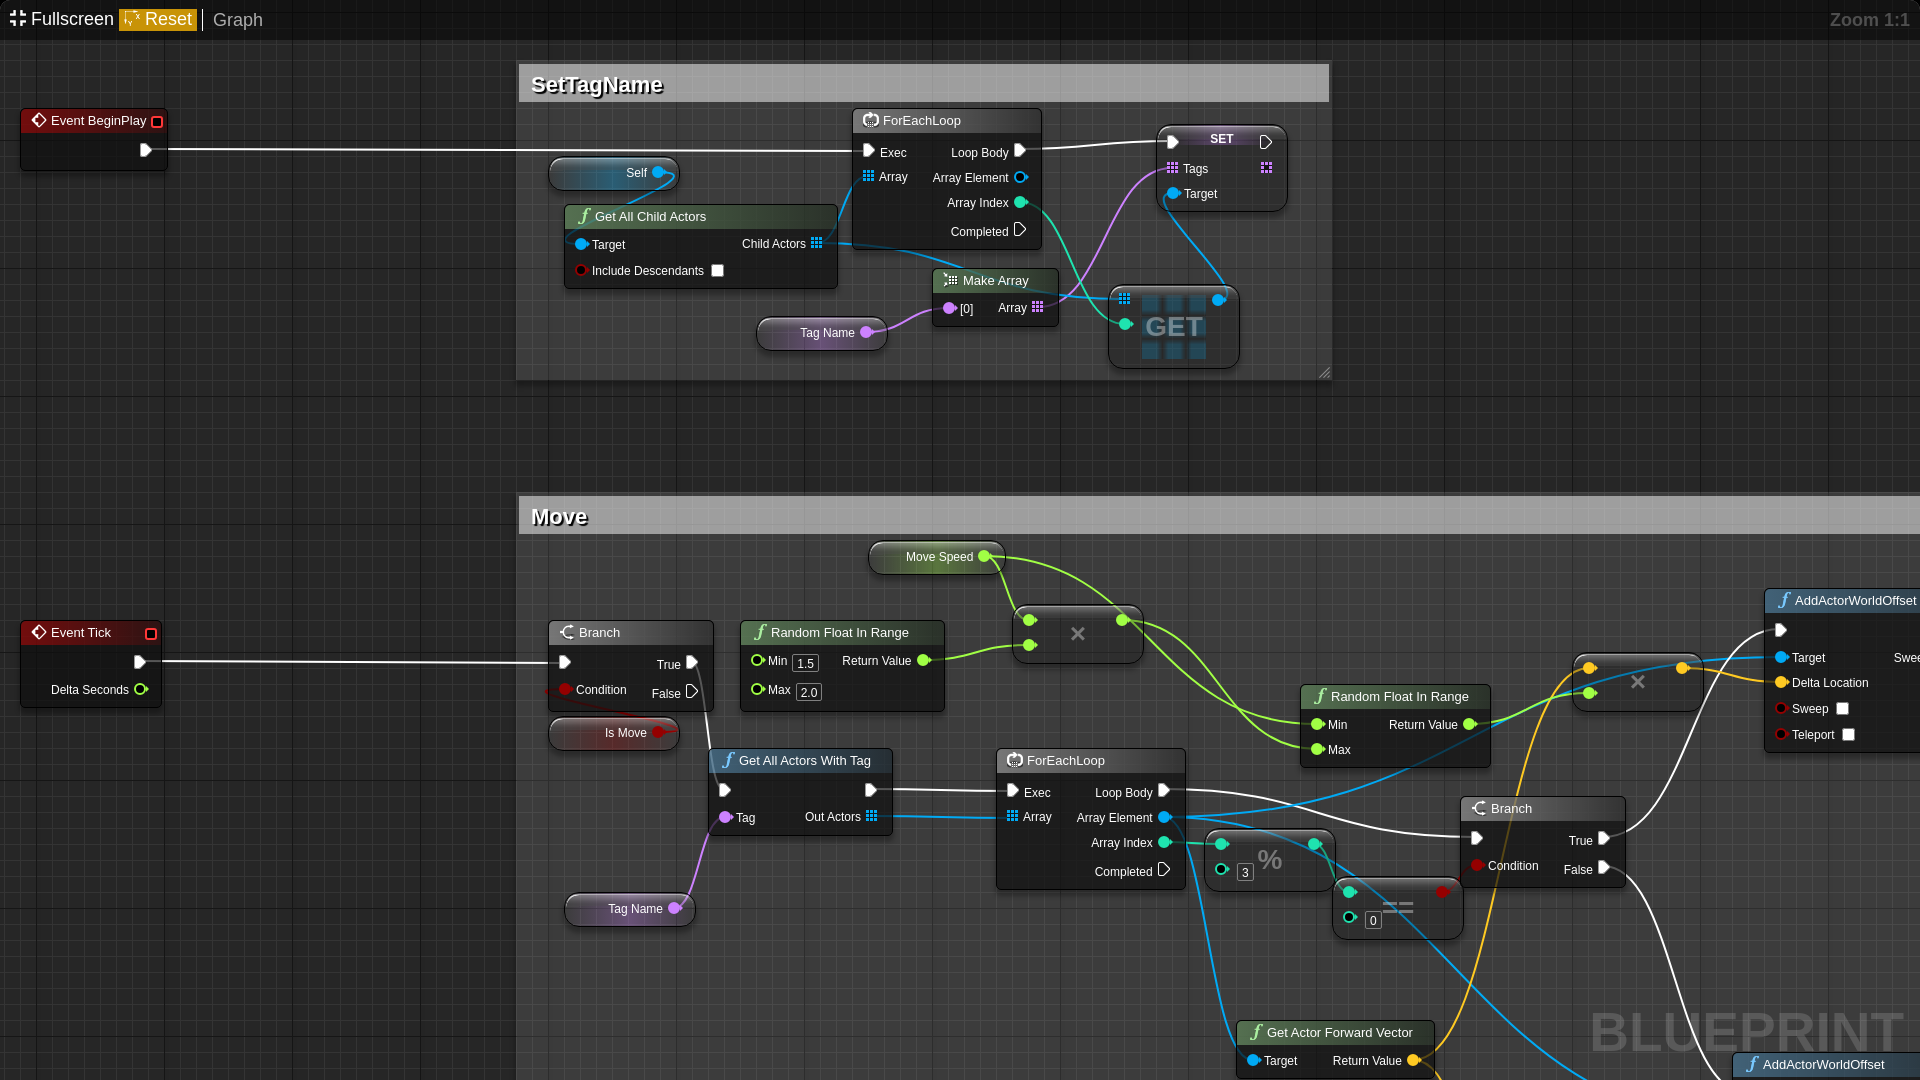 Fullscreen Reset Graph Zoom 1:1
SetTagName
Event BeginPlay
ForEachLoop
Exec Loop Body
Array Array Element
Array Index
Completed
SET
Tags
Target
Self
Get All Child Actors
Target Child Actors
Include Descendants
Make Array
[0] Array
Tag Name
GET
Move
Move Speed
Event Tick
Delta Seconds
Branch
True
Condition False
Is Move
Random Float In Range
Min 1.5 Return Value
Max 2.0
×
Random Float In Range
Min Return Value
Max
×
AddActorWorldOffset
Target Swee
Delta Location
Sweep
Teleport
Get All Actors With Tag
Tag Out Actors
Tag Name
ForEachLoop
Exec Loop Body
Array Array Element
Array Index
Completed
3 %
0 ==
Branch
True
Condition False
Get Actor Forward Vector
Target Return Value
BLUEPRINT
AddActorWorldOffset